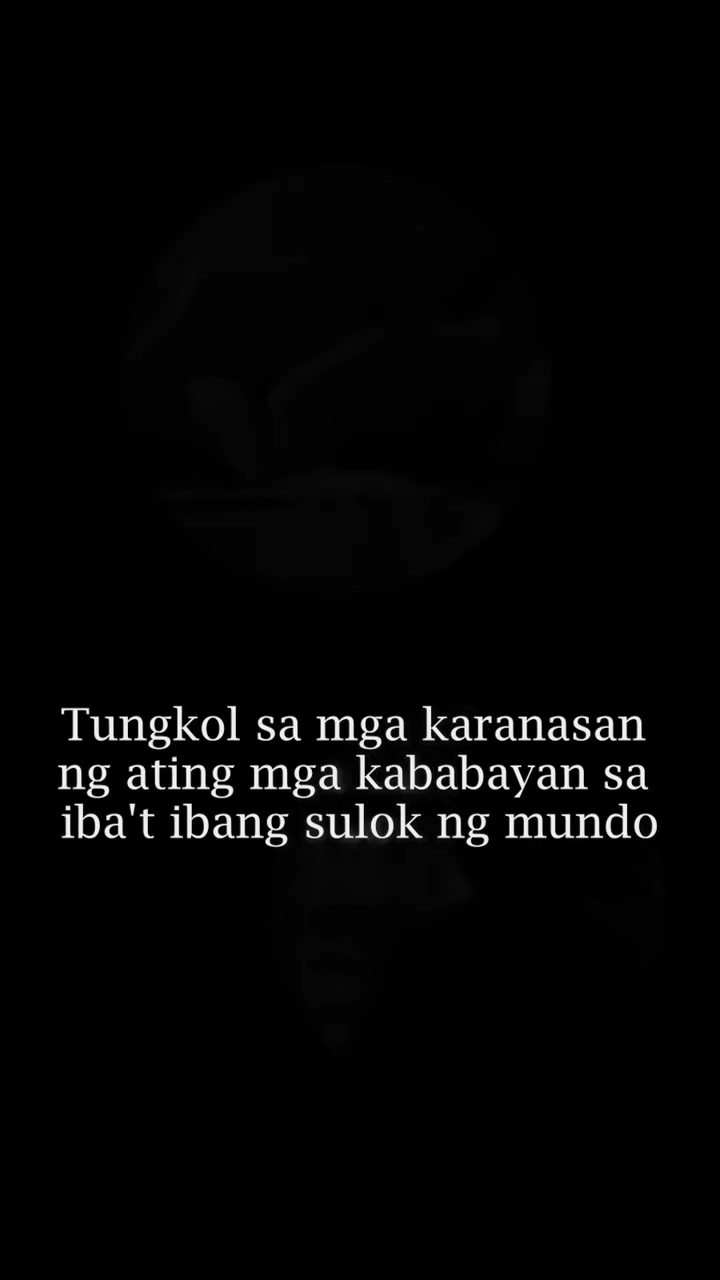 Tungkol sa mga karanasan
ng ating mga kababayan sa
iba't ibang sulok ng mundo